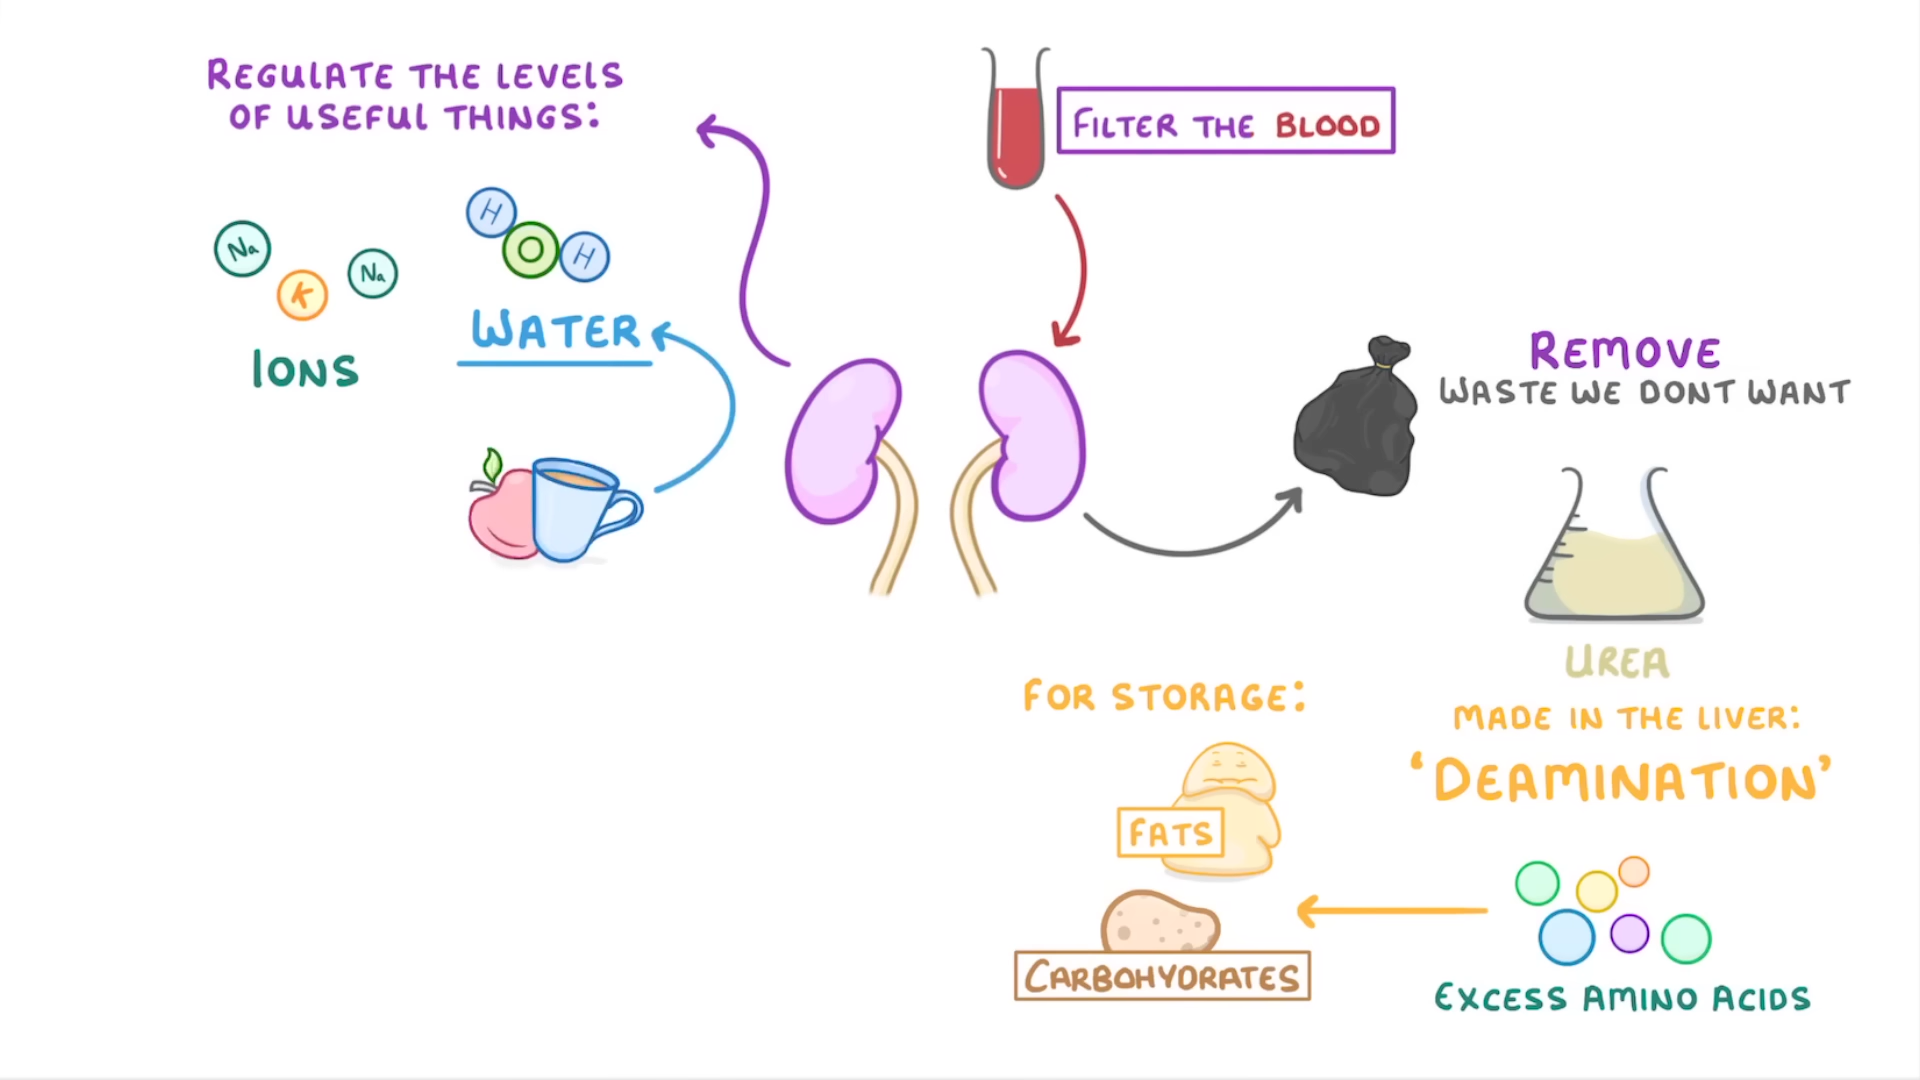 REGULATE THE LEVELS
OF USEFUL THINGS:
Na
K
Na
IONS
H
O
H
WATER
FILTER THE BLOOD
REMOVE
WASTE WE DONT WANT
UREA
MADE IN THE LIVER:
'DEAMINATION'
FOR STORAGE:
FATS
CARBOHYDRATES
EXCESS AMINO ACIDS